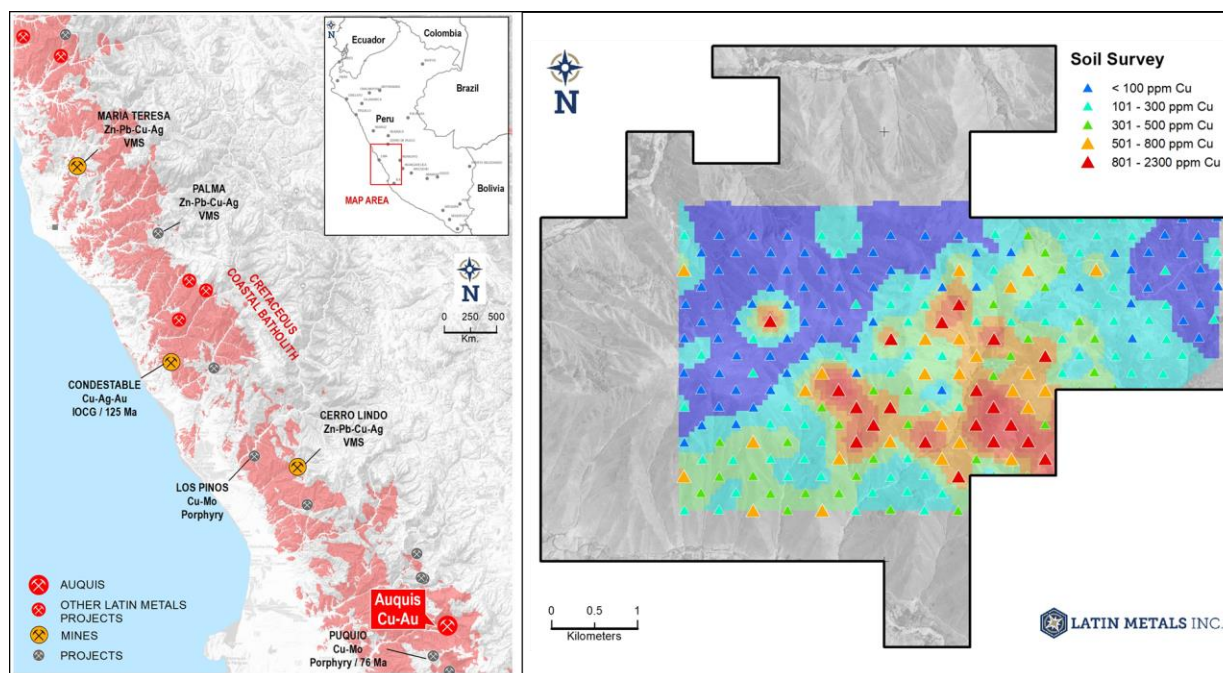 N
Ecuador
Colombia
Brazil
Peru
Bolivia
MAP AREA
MARIA TERESA
Zn-Pb-Cu-Ag
VMS
PALMA
Zn-Pb-Cu-Ag
VMS
CRETACEOUS
COASTAL BATHOLITH
N
0 250 500
Km.
CONDESTABLE
Cu-Ag-Au
IOCG / 125 Ma
CERRO LINDO
Zn-Pb-Cu-Ag
VMS
LOS PINOS
Cu-Mo
Porphyry
Auquis
Cu-Au
PUQUIO
Cu-Mo
Porphyry / 76 Ma
AUQUIS
OTHER LATIN METALS
PROJECTS
MINES
PROJECTS
N
Soil Survey
< 100 ppm Cu
101 - 300 ppm Cu
301 - 500 ppm Cu
501 - 800 ppm Cu
801 - 2300 ppm Cu
0 0.5 1
Kilometers
LATIN METALS INC.